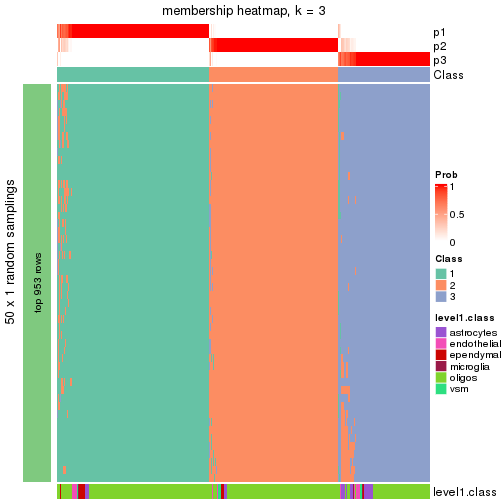 membership heatmap, k = 3
p1
p2
p3
Class
50 x 1 random samplings
top 953 rows
Prob
1
0.5
0
Class
1
2
3
level1.class
astrocytes
endothelial
ependymal
microglia
oligos
vsm
level1.class